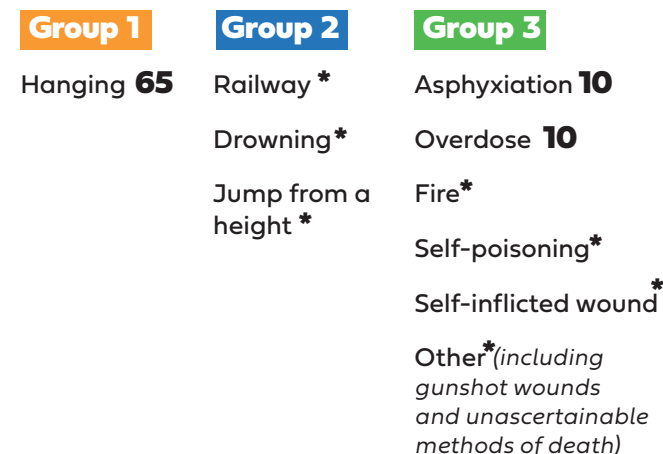 Group 1
Hanging 65
Group 2
Railway *
Drowning*
Jump from a
height *
Group 3
Asphyxiation 10
Overdose 10
Fire*
Self-poisoning*
Self-inflicted wound*
Other*(including
gunshot wounds
and unascertainable
methods of death)